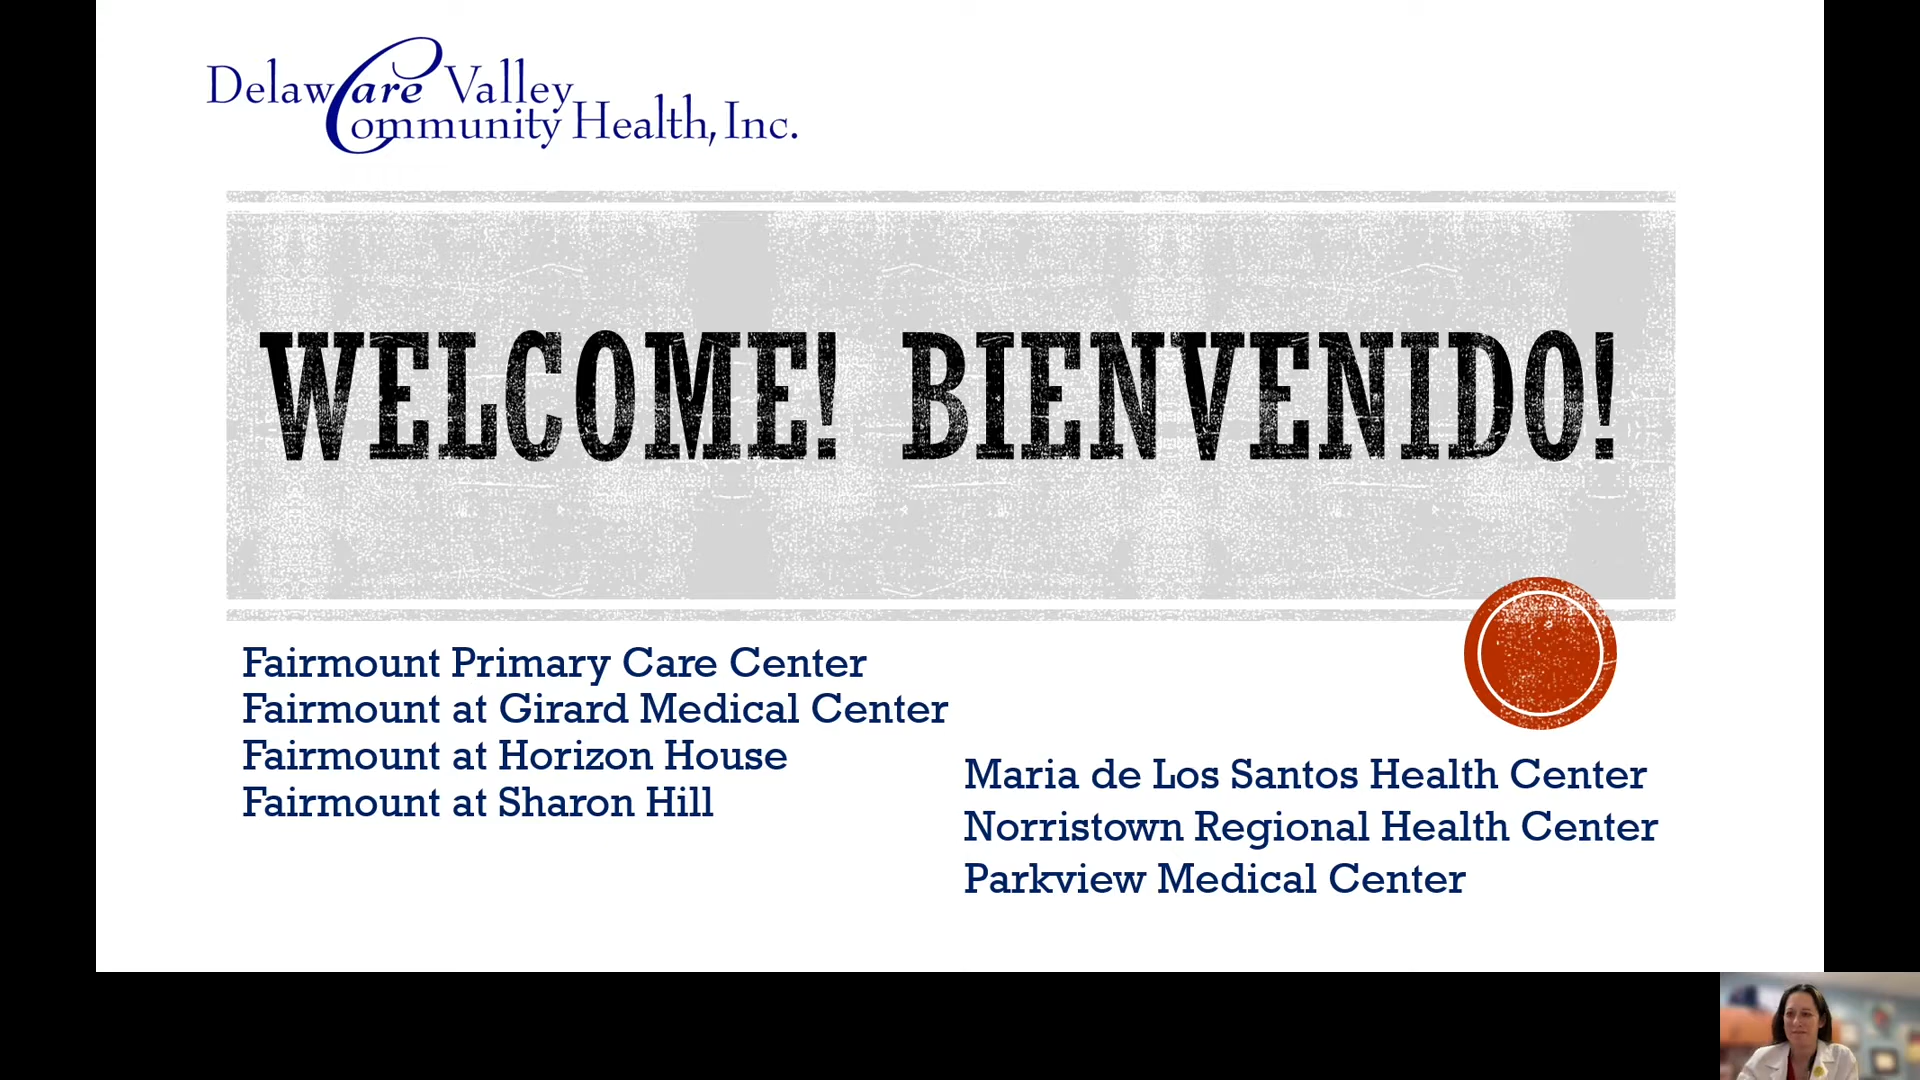 Delaware Valley
Community Health, Inc.
WELCOME! BIENVENIDO!
Fairmount Primary Care Center
Fairmount at Girard Medical Center
Fairmount at Horizon House
Fairmount at Sharon Hill
Maria de Los Santos Health Center
Norristown Regional Health Center
Parkview Medical Center